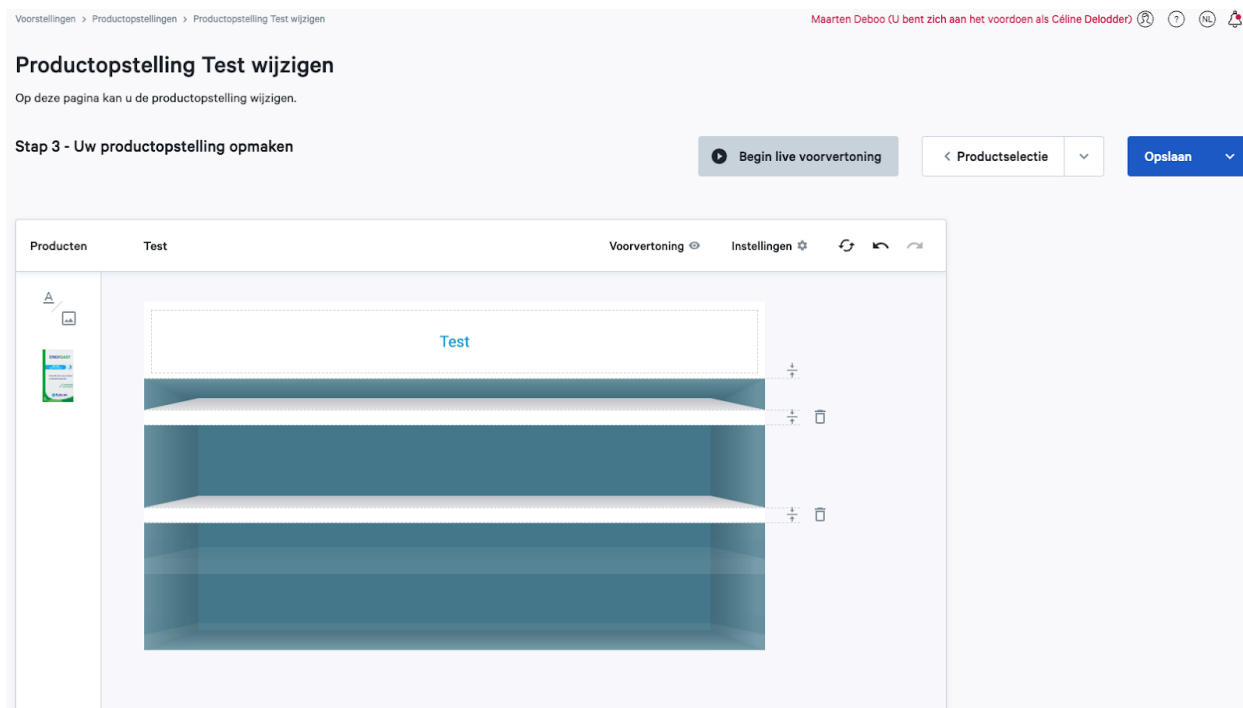 Voorstellingen > Productopstellingen > Productopstelling Test wijzigen
Maarten Deboo (U bent zich aan het voordoen als Céline Delodder) ? NL
Productopstelling Test wijzigen
Op deze pagina kan u de productopstelling wijzigen.
Stap 3 - Uw productopstelling opmaken
Begin live voorvertoning
< Productselectie
Opslaan
Producten
Test
Voorvertoning
Instellingen
A
Test